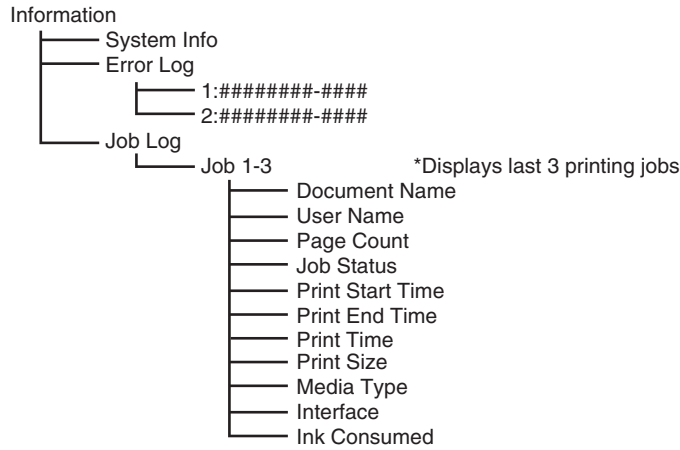 Information
System Info
Error Log
1:########-####
2:########-####
Job Log
Job 1-3 *Displays last 3 printing jobs
Document Name
User Name
Page Count
Job Status
Print Start Time
Print End Time
Print Time
Print Size
Media Type
Interface
Ink Consumed